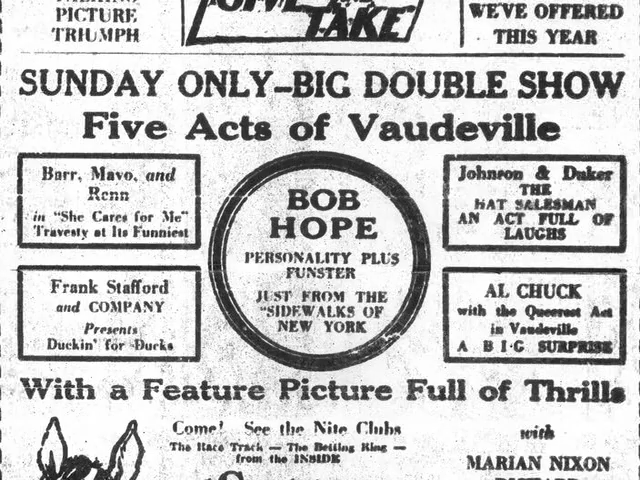 PICTURE
TRIUMPH
TAKE
WE'VE OFFERED
THIS YEAR
SUNDAY ONLY-BIG DOUBLE SHOW
Five Acts of Vaudeville
Barr, Mavo, and
Renn
in "She Cares for Me"
Travesty at Its Funniest
Frank Stafford
and COMPANY
Presents
Duckin' for Ducks
BOB
HOPE
PERSONALITY PLUS
FUNSTER
JUST FROM THE
"SIDEWALKS OF
NEW YORK
Johnson & Duker
THE
HAT SALESMAN
AN ACT FULL OF
LAUGHS
AL CHUCK
with the Queerest Act
in Vaudeville
A BIG SURPRISE
With a Feature Picture Full of Thrills
Come! See the Nite Clubs
The Race Track — The Betting Ring —
from the INSIDE
with
MARIAN NIXON